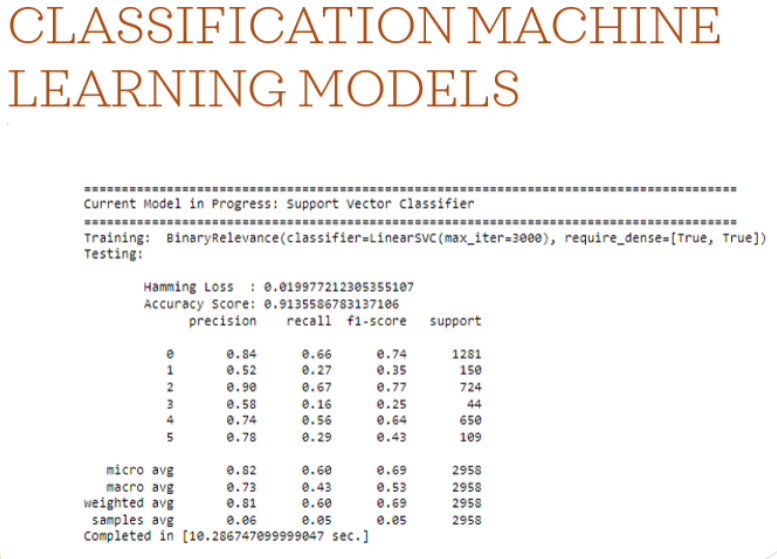 CLASSIFICATION MACHINE
LEARNING MODELS
=====================================================================================
Current Model in Progress: Support Vector Classifier
=====================================================================================
Training: BinaryRelevance(classifier=LinearSVC(max_iter=3000), require_dense=[True, True])
Testing:
Hamming Loss : 0.019977212305355107
Accuracy Score: 0.9135586783137106
precision recall f1-score support
0 0.84 0.66 0.74 1281
1 0.52 0.27 0.35 150
2 0.90 0.67 0.77 724
3 0.58 0.16 0.25 44
4 0.74 0.56 0.64 650
5 0.78 0.29 0.43 109
micro avg 0.82 0.60 0.69 2958
macro avg 0.73 0.43 0.53 2958
weighted avg 0.81 0.60 0.69 2958
samples avg 0.06 0.05 0.05 2958
Completed in [10.286747099999047 sec.]